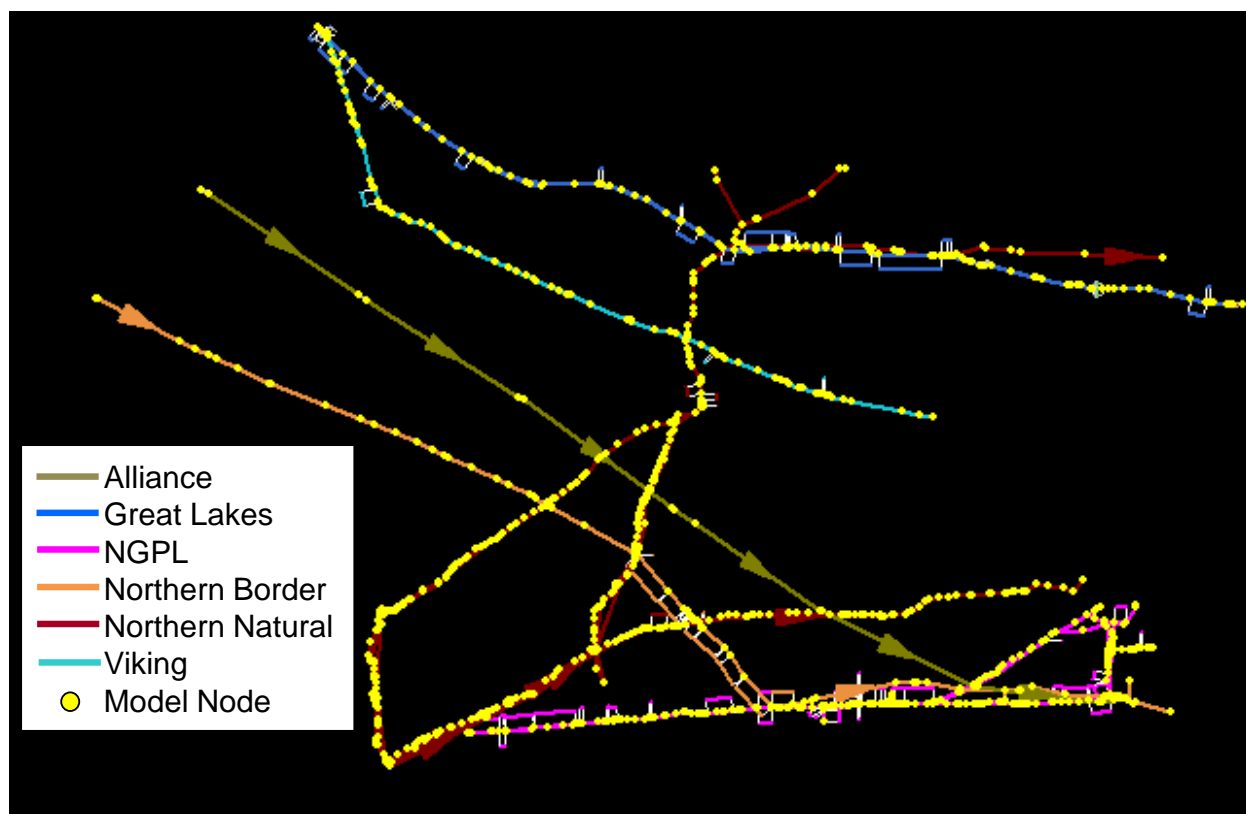 Alliance
Great Lakes
NGPL
Northern Border
Northern Natural
Viking
Model Node